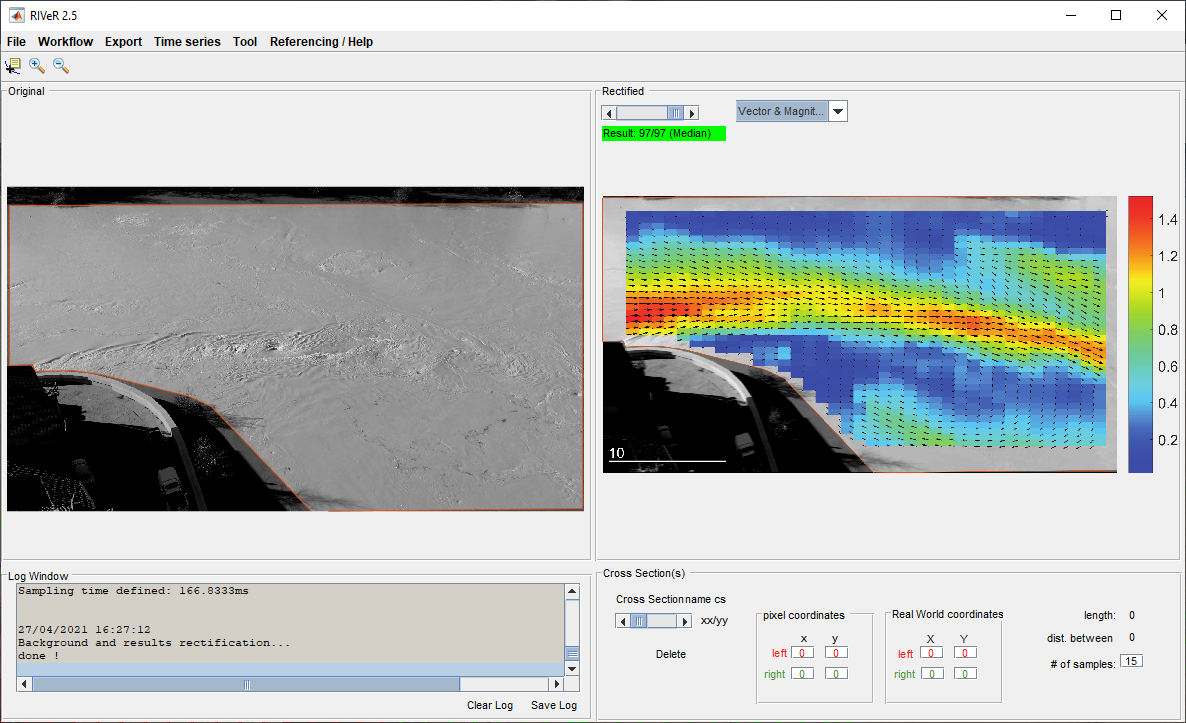 RIVeR 2.5
File Workflow Export Time series Tool Referencing / Help
Original
Rectified
Vector & Magnit...
Result: 97/97 (Median)
1.4
1.2
1
0.8
0.6
0.4
0.2
10
Log Window
Sampling time defined: 166.8333ms
27/04/2021 16:27:12
Background and results rectification...
done !
Clear Log Save Log
Cross Section(s)
Cross Section name cs
xx/yy
Delete
pixel coordinates
x y
left 0 0
right 0 0
Real World coordinates
X Y
left 0 0
right 0 0
length: 0
dist. between 0
# of samples: 15